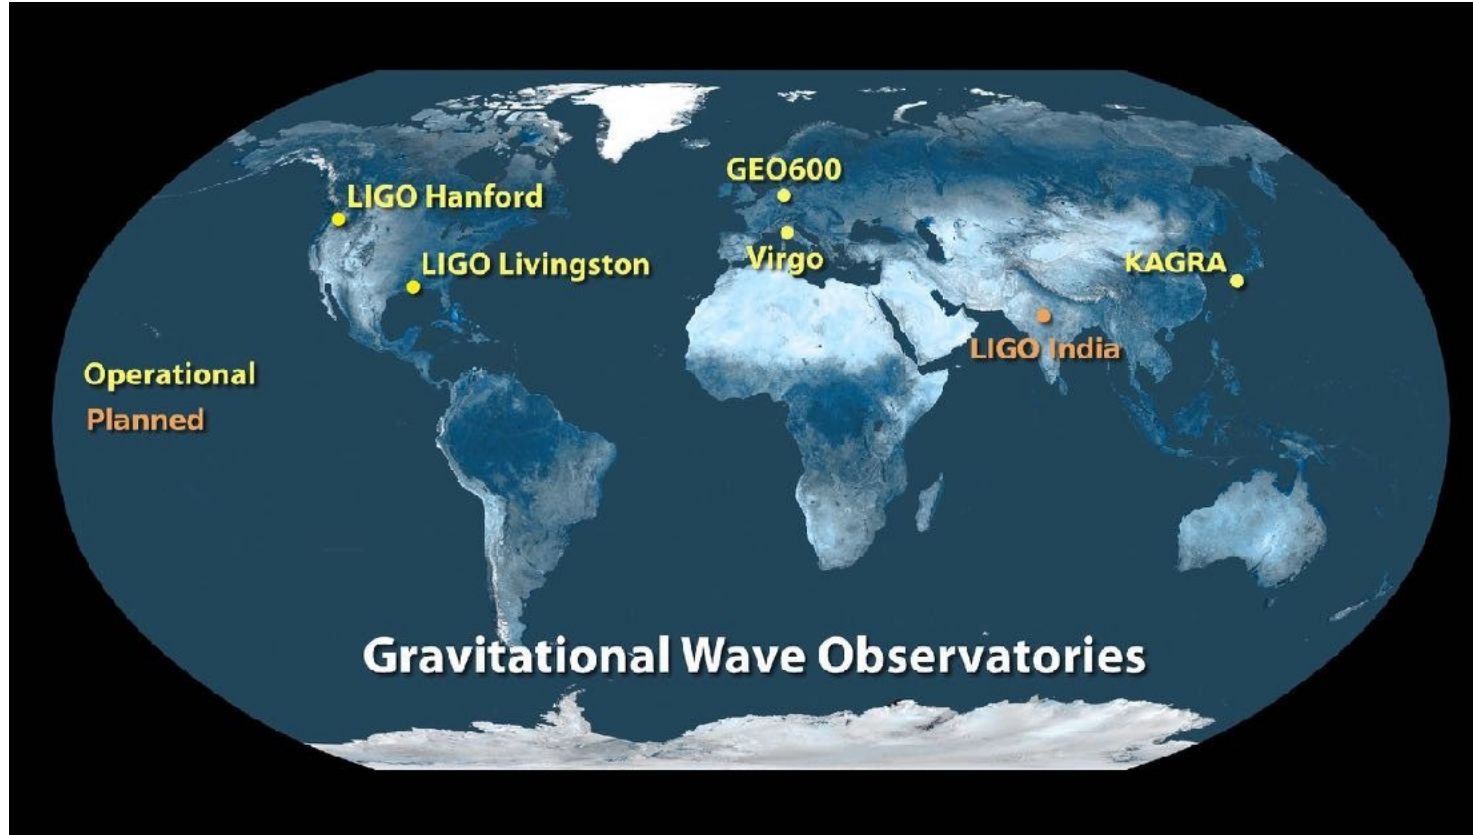 GEO600
LIGO Hanford
Virgo
LIGO Livingston
KAGRA
LIGO India
Operational
Planned
Gravitational Wave Observatories